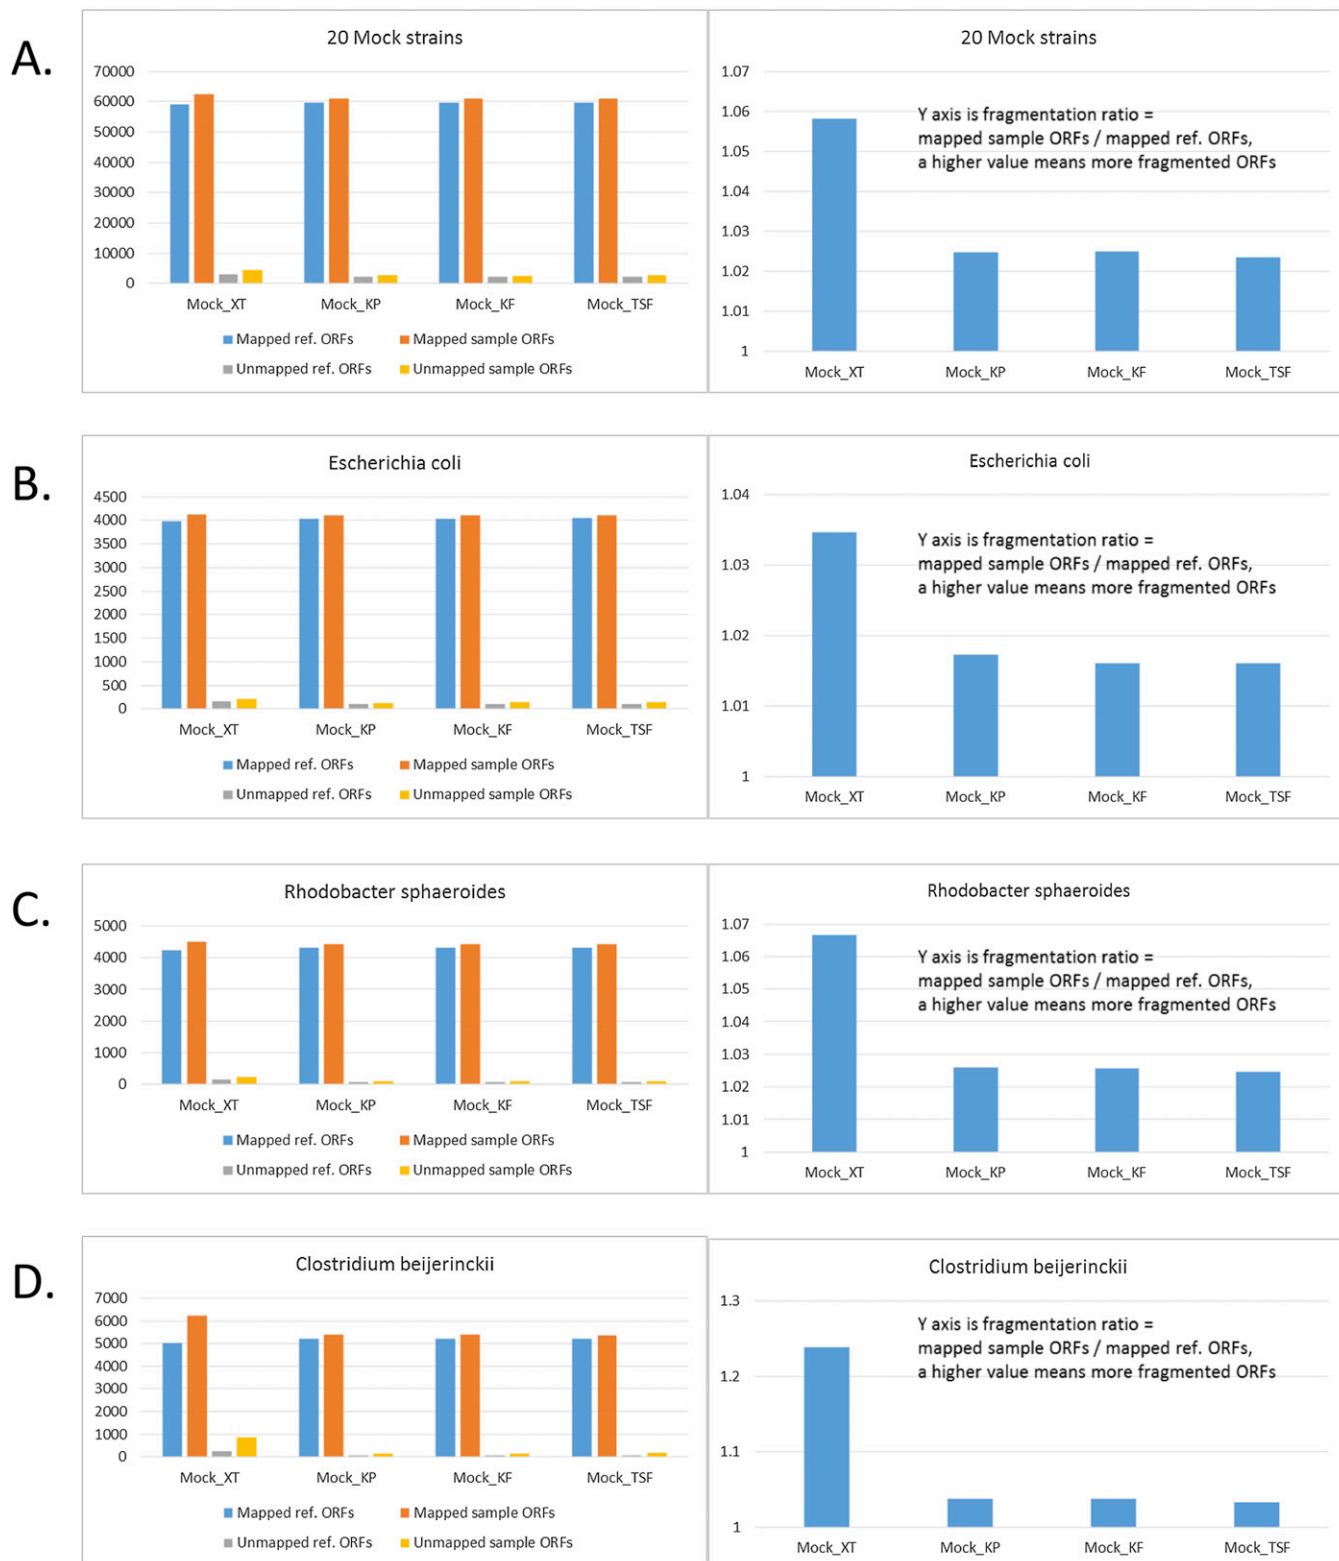 A.
20 Mock strains
70000
60000
50000
40000
30000
20000
10000
0
Mock_XT Mock_KP Mock_KF Mock_TSF
Mapped ref. ORFs Mapped sample ORFs
Unmapped ref. ORFs Unmapped sample ORFs
20 Mock strains
1.07
1.06
1.05
1.04
1.03
1.02
1.01
1
Y axis is fragmentation ratio =
mapped sample ORFs / mapped ref. ORFs,
a higher value means more fragmented ORFs
Mock_XT Mock_KP Mock_KF Mock_TSF
B.
Escherichia coli
4500
4000
3500
3000
2500
2000
1500
1000
500
0
Mock_XT Mock_KP Mock_KF Mock_TSF
Mapped ref. ORFs Mapped sample ORFs
Unmapped ref. ORFs Unmapped sample ORFs
Escherichia coli
1.04
1.03
1.02
1.01
1
Y axis is fragmentation ratio =
mapped sample ORFs / mapped ref. ORFs,
a higher value means more fragmented ORFs
Mock_XT Mock_KP Mock_KF Mock_TSF
C.
Rhodobacter sphaeroides
5000
4000
3000
2000
1000
0
Mock_XT Mock_KP Mock_KF Mock_TSF
Mapped ref. ORFs Mapped sample ORFs
Unmapped ref. ORFs Unmapped sample ORFs
Rhodobacter sphaeroides
1.07
1.06
1.05
1.04
1.03
1.02
1.01
1
Y axis is fragmentation ratio =
mapped sample ORFs / mapped ref. ORFs,
a higher value means more fragmented ORFs
Mock_XT Mock_KP Mock_KF Mock_TSF
D.
Clostridium beijerinckii
7000
6000
5000
4000
3000
2000
1000
0
Mock_XT Mock_KP Mock_KF Mock_TSF
Mapped ref. ORFs Mapped sample ORFs
Unmapped ref. ORFs Unmapped sample ORFs
Clostridium beijerinckii
1.3
1.2
1.1
1
Y axis is fragmentation ratio =
mapped sample ORFs / mapped ref. ORFs,
a higher value means more fragmented ORFs
Mock_XT Mock_KP Mock_KF Mock_TSF